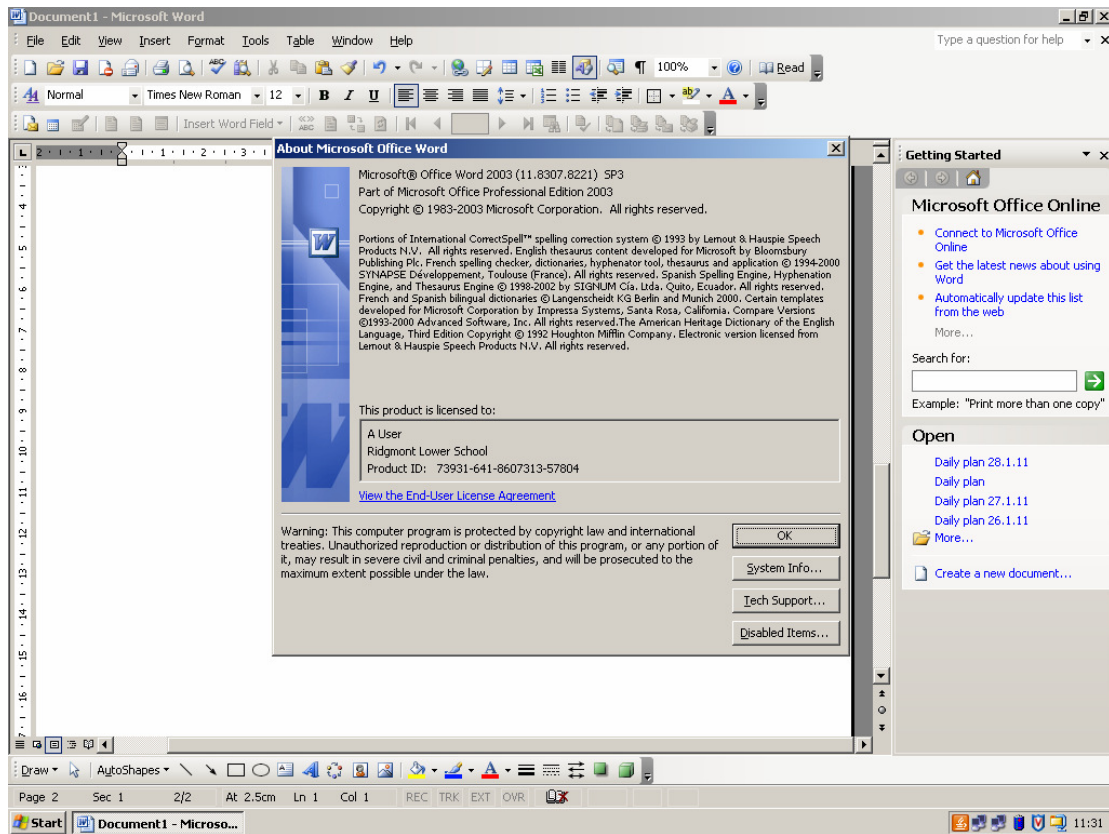 Document1 - Microsoft Word
File Edit View Insert Format Tools Table Window Help
Type a question for help
100%
Read
Normal
Times New Roman
12
B I U
Insert Word Field
2 · 1 · 1 · 1 · 1 · 1 · 1 · 2 · 1 · 3 · 1
About Microsoft Office Word
Microsoft® Office Word 2003 (11.8307.8221) SP3
Part of Microsoft Office Professional Edition 2003
Copyright © 1983-2003 Microsoft Corporation. All rights reserved.
Portions of International CorrectSpell™ spelling correction system © 1993 by Lernout & Hauspie Speech
Products N.V. All rights reserved. English thesaurus content developed for Microsoft by Bloomsbury
Publishing Plc. French spelling checker, dictionaries, hyphenator tool, thesaurus and application © 1994-2000
SYNAPSE Développement, Toulouse (France). All rights reserved. Spanish Spelling Engine, Hyphenation
Engine, and Thesaurus Engine © 1998-2002 by SIGNUM Cía. Ltda. Quito, Ecuador. All rights reserved.
French and Spanish bilingual dictionaries © Langenscheidt KG Berlin and Munich 2000. Certain templates
developed for Microsoft Corporation by Impressa Systems, Santa Rosa, California. Compare Versions
©1993-2000 Advanced Software, Inc. All rights reserved.The American Heritage Dictionary of the English
Language, Third Edition Copyright © 1992 Houghton Mifflin Company. Electronic version licensed from
Lernout & Hauspie Speech Products N.V. All rights reserved.
This product is licensed to:
A User
Ridgmont Lower School
Product ID: 73931-641-8607313-57804
View the End-User License Agreement
Warning: This computer program is protected by copyright law and international
treaties. Unauthorized reproduction or distribution of this program, or any portion of
it, may result in severe civil and criminal penalties, and will be prosecuted to the
maximum extent possible under the law.
OK
System Info...
Tech Support...
Disabled Items...
Getting Started
Microsoft Office Online
Connect to Microsoft Office
Online
Get the latest news about using
Word
Automatically update this list
from the web
More...
Search for:
Example: "Print more than one copy"
Open
Daily plan 28.1.11
Daily plan
Daily plan 27.1.11
Daily plan 26.1.11
More...
Create a new document...
Draw
AutoShapes
Page 2 Sec 1 2/2 At 2.5cm Ln 1 Col 1 REC TRK EXT OVR
Start
Document1 - Microso...
11:31